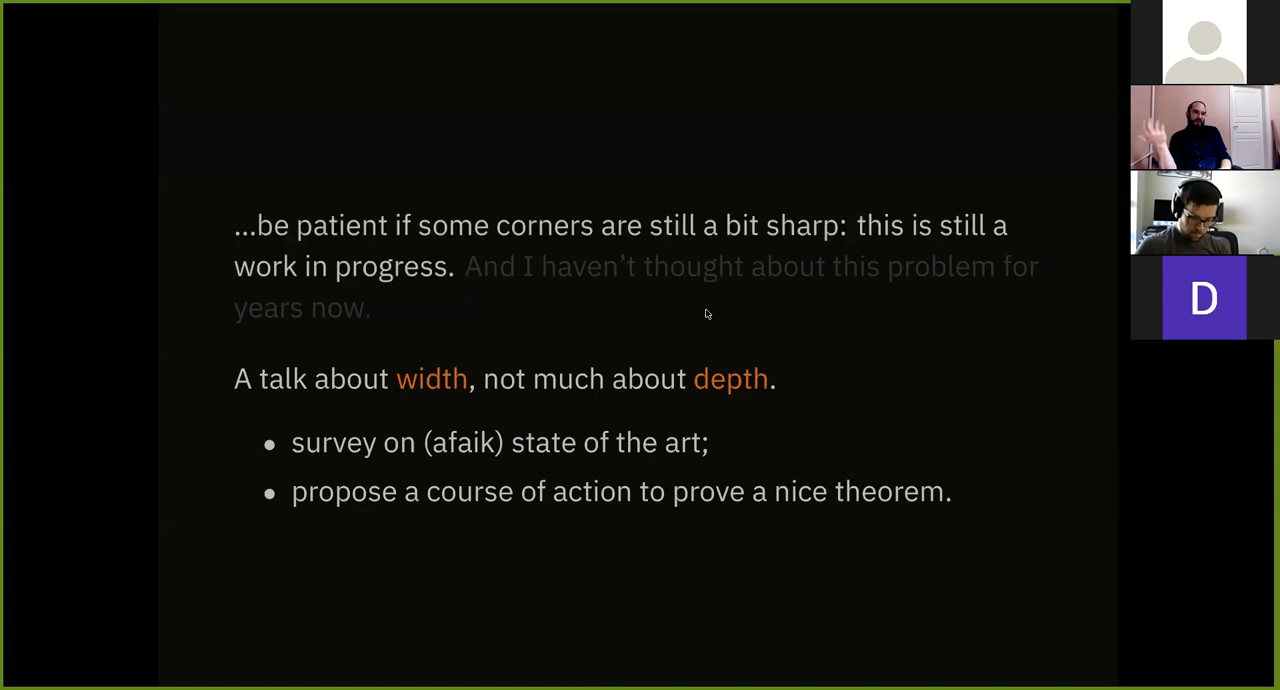 ...be patient if some corners are still a bit sharp: this is still a
work in progress. And I haven't thought about this problem for
years now.
A talk about width, not much about depth.
• survey on (afaik) state of the art;
• propose a course of action to prove a nice theorem.
D